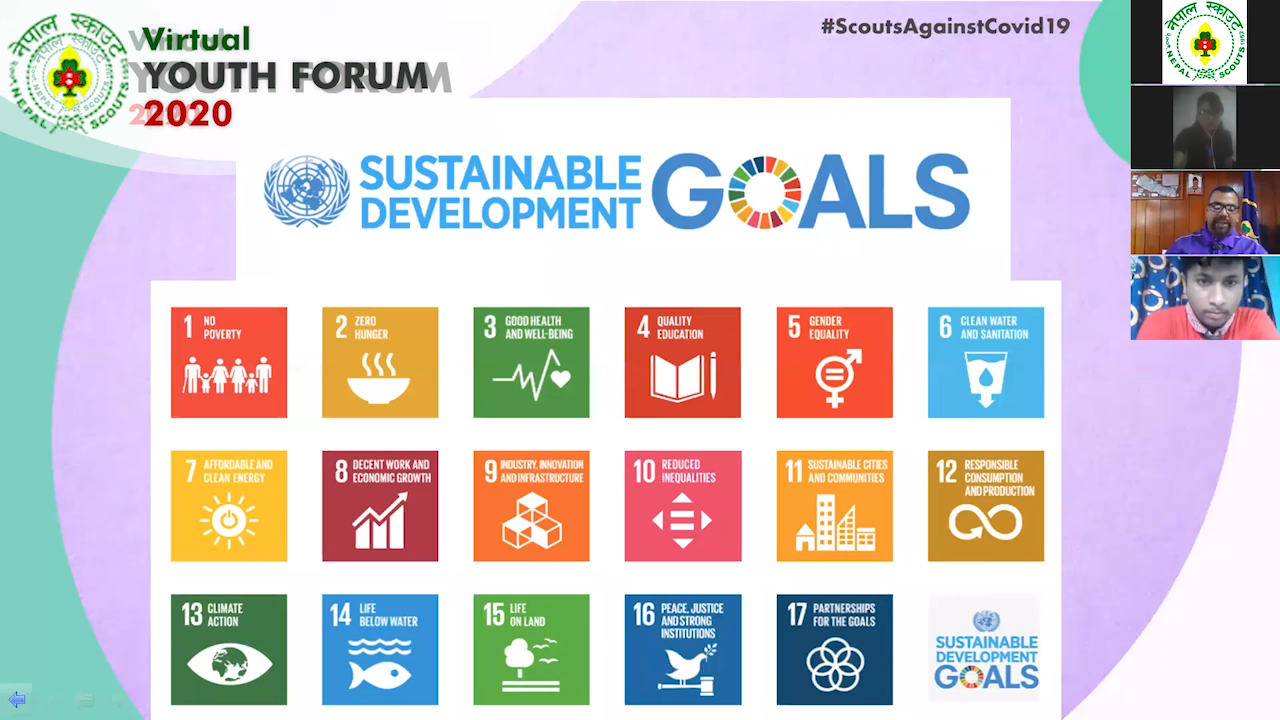 नेपाल स्काउट
NEPAL SCOUTS
Virtual
YOUTH FORUM
2020
#ScoutsAgainstCovid19
नेपाल स्काउट
NEPAL SCOUTS
SUSTAINABLE
DEVELOPMENT
GOALS
1 NO
POVERTY
2 ZERO
HUNGER
3 GOOD HEALTH
AND WELL-BEING
4 QUALITY
EDUCATION
5 GENDER
EQUALITY
6 CLEAN WATER
AND SANITATION
7 AFFORDABLE AND
CLEAN ENERGY
8 DECENT WORK AND
ECONOMIC GROWTH
9 INDUSTRY, INNOVATION
AND INFRASTRUCTURE
10 REDUCED
INEQUALITIES
11 SUSTAINABLE CITIES
AND COMMUNITIES
12 RESPONSIBLE
CONSUMPTION
AND PRODUCTION
13 CLIMATE
ACTION
14 LIFE
BELOW WATER
15 LIFE
ON LAND
16 PEACE, JUSTICE
AND STRONG
INSTITUTIONS
17 PARTNERSHIPS
FOR THE GOALS
SUSTAINABLE
DEVELOPMENT
GOALS